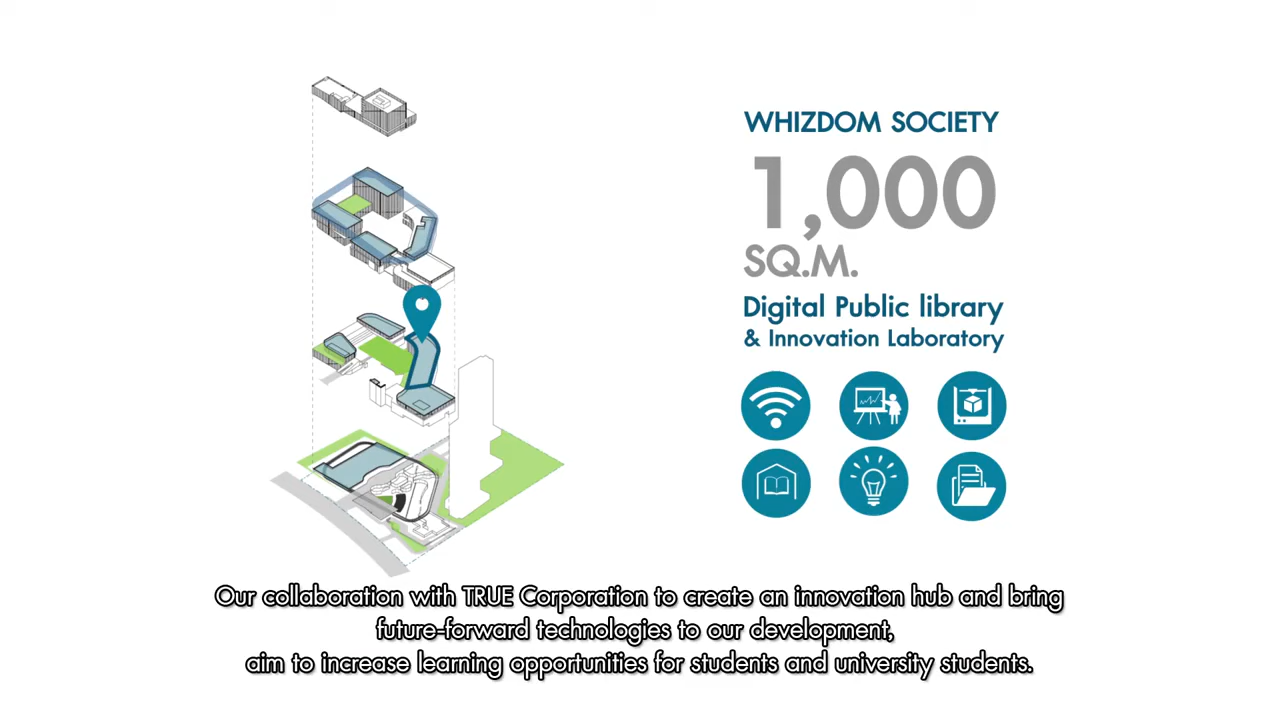 WHIZDOM SOCIETY
1,000
SQ.M.
Digital Public library
& Innovation Laboratory
Our collaboration with TRUE Corporation to create an innovation hub and bring
future-forward technologies to our development,
aim to increase learning opportunities for students and university students.